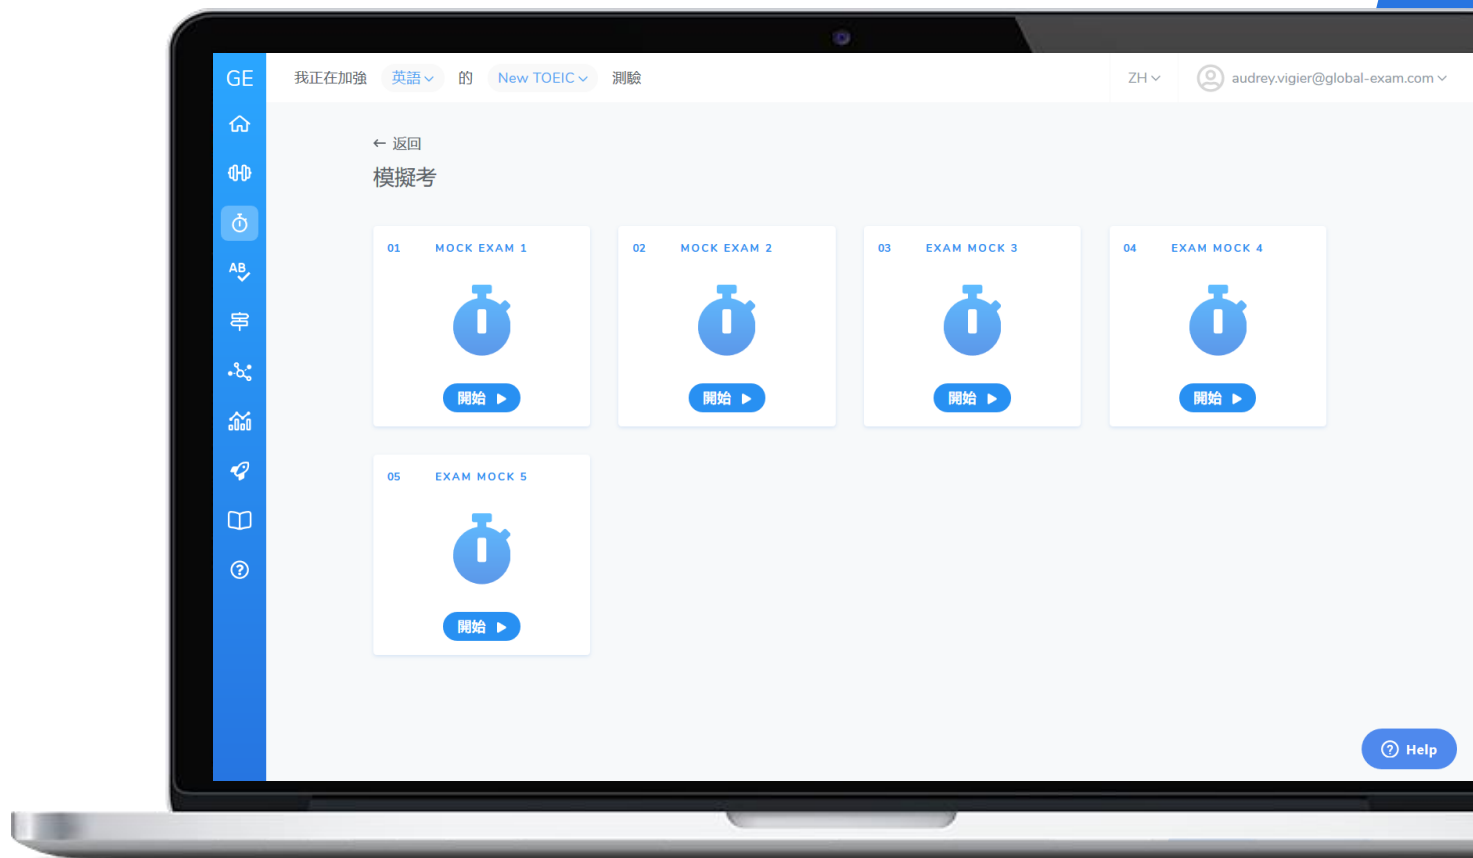 GE 我正在加強 英語 的 New TOEIC 測驗 ZH audrey.vigier@global-exam.com
← 返回
模擬考
AB
01 MOCK EXAM 1
開始
02 MOCK EXAM 2
開始
03 EXAM MOCK 3
開始
04 EXAM MOCK 4
開始
05 EXAM MOCK 5
開始
Help